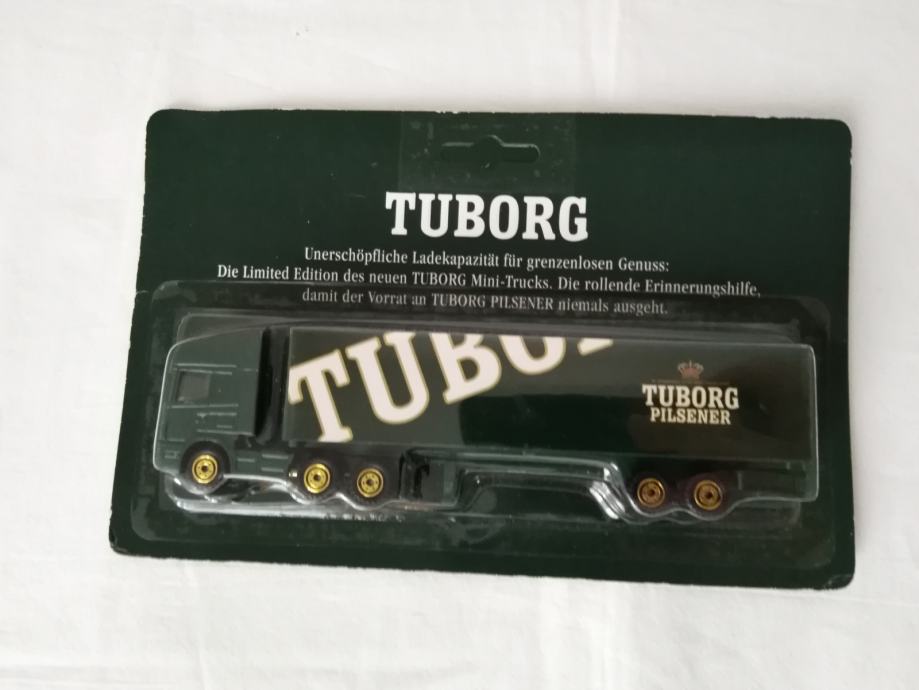 TUBORG
Unerschöpfliche Ladekapazität für grenzenlosen Genuss:
Die Limited Edition des neuen TUBORG Mini-Trucks. Die rollende Erinnerungshilfe,
damit der Vorrat an TUBORG PILSENER niemals ausgeht.
TUBOR
TUBORG
PILSENER